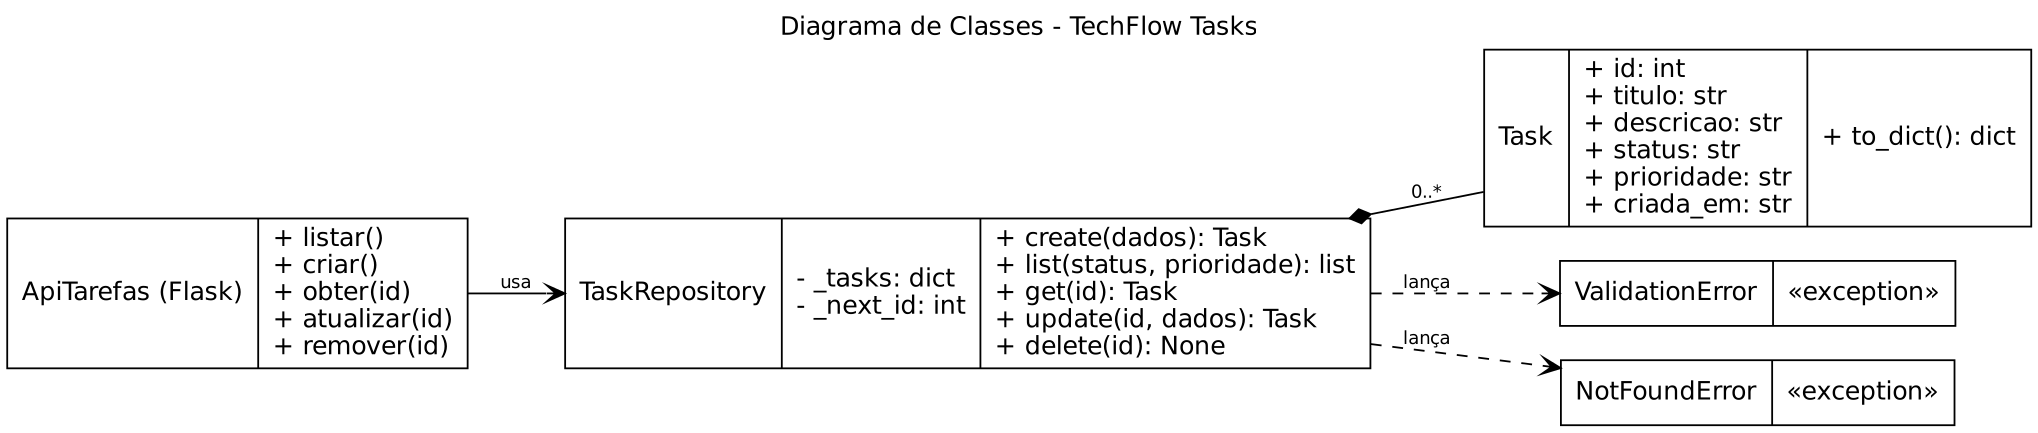 Diagrama de Classes - TechFlow Tasks
ApiTarefas (Flask)
+ listar()
+ criar()
+ obter(id)
+ atualizar(id)
+ remover(id)
usa
TaskRepository
- _tasks: dict
- _next_id: int
+ create(dados): Task
+ list(status, prioridade): list
+ get(id): Task
+ update(id, dados): Task
+ delete(id): None
0..*
Task
+ id: int
+ titulo: str
+ descricao: str
+ status: str
+ prioridade: str
+ criada_em: str
+ to_dict(): dict
lança
ValidationError
«exception»
lança
NotFoundError
«exception»